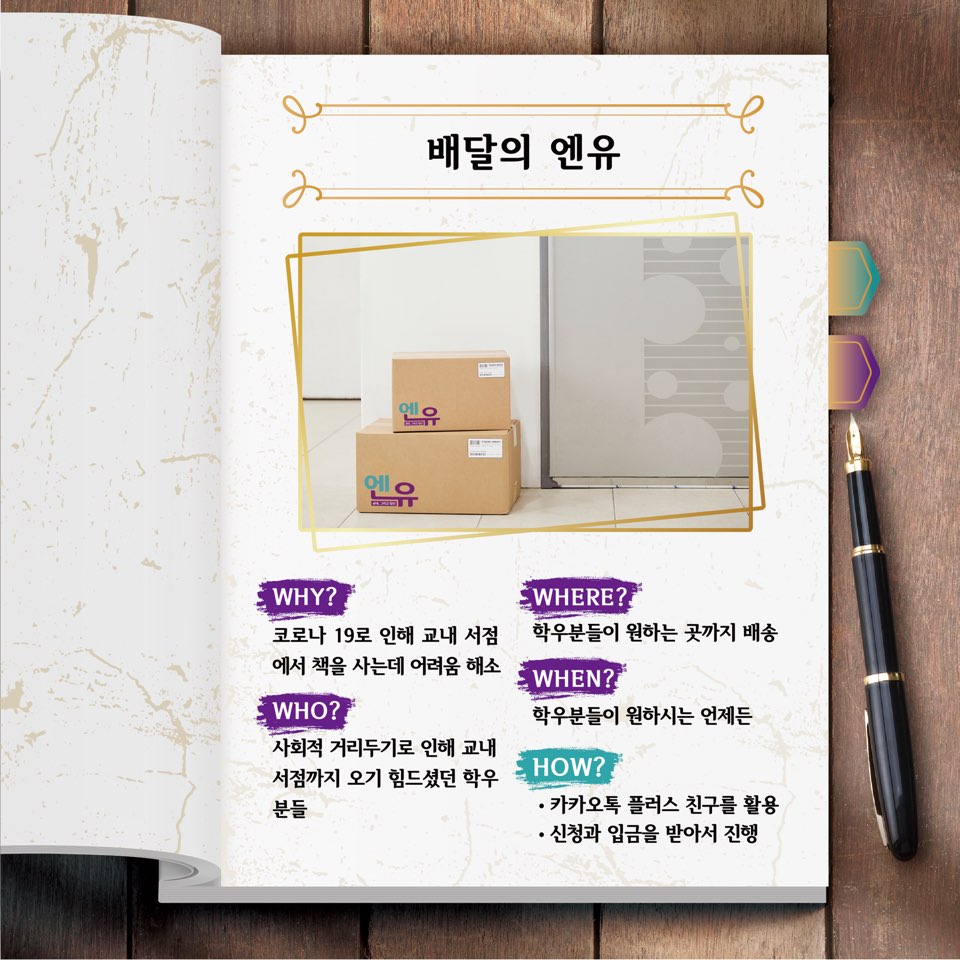 배달의 엔유
엔유
엔유
WHY?
코로나 19로 인해 교내 서점
에서 책을 사는데 어려움 해소
WHO?
사회적 거리두기로 인해 교내
서점까지 오기 힘드셨던 학우
분들
WHERE?
학우분들이 원하는 곳까지 배송
WHEN?
학우분들이 원하시는 언제든
HOW?
• 카카오톡 플러스 친구를 활용
• 신청과 입금을 받아서 진행